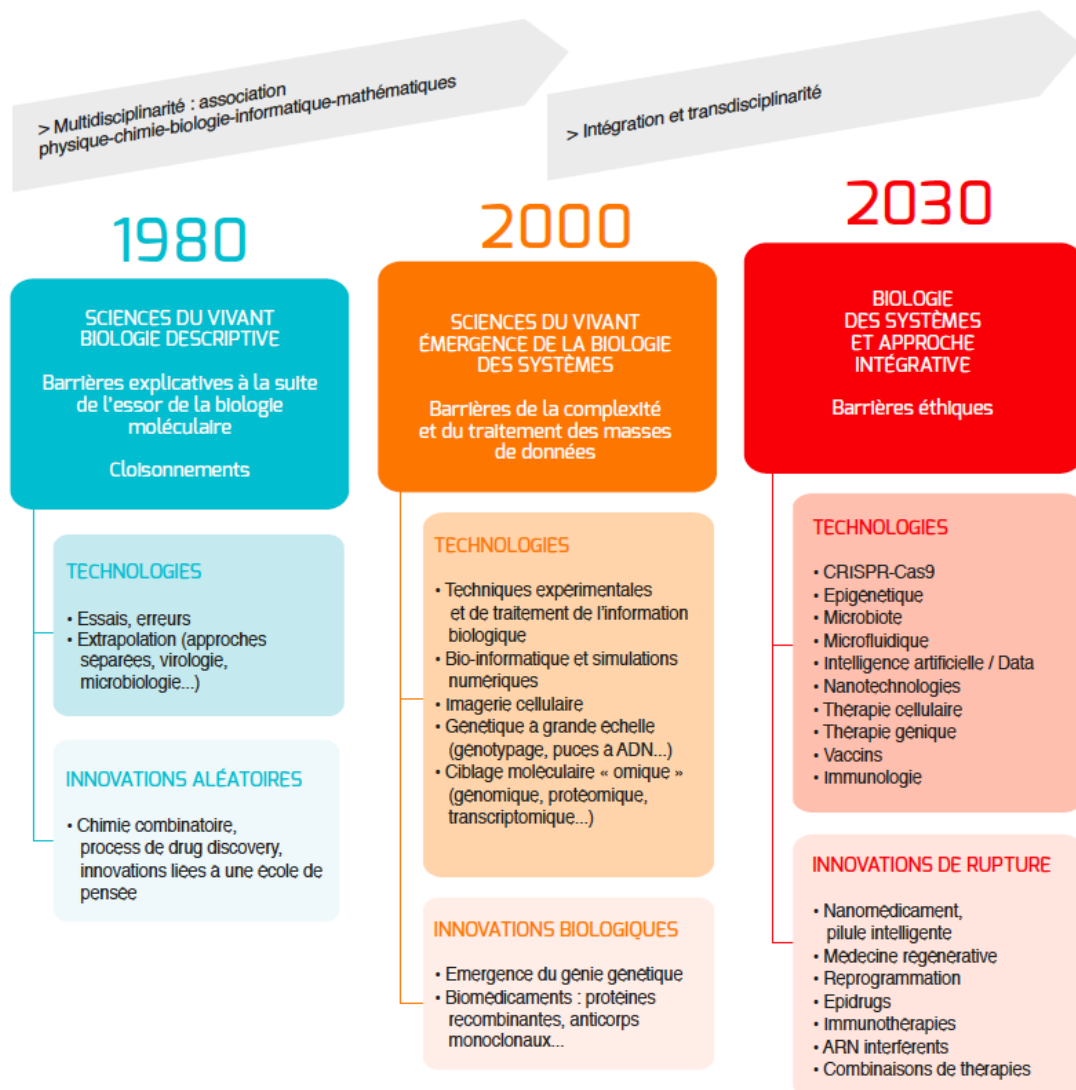 > Multidisciplinarité : association
physique-chimie-biologie-informatique-mathématiques
> Intégration et transdisciplinarité
1980
SCIENCES DU VIVANT
BIOLOGIE DESCRIPTIVE
Barrières explicatives à la suite
de l'essor de la biologie
moléculaire
Cloisonnements
TECHNOLOGIES
• Essais, erreurs
• Extrapolation (approches
séparées, virologie,
microbiologie...)
INNOVATIONS ALÉATOIRES
• Chimie combinatoire,
process de drug discovery,
innovations liées à une école de
pensée
2000
SCIENCES DU VIVANT
ÉMERGENCE DE LA BIOLOGIE
DES SYSTÈMES
Barrières de la complexité
et du traitement des masses
de données
TECHNOLOGIES
• Techniques expérimentales
et de traitement de l'information
biologique
• Bio-informatique et simulations
numériques
• Imagerie cellulaire
• Génétique à grande échelle
(génotypage, puces à ADN...)
• Ciblage moléculaire « omique »
(génomique, protéomique,
transcriptomique...)
INNOVATIONS BIOLOGIQUES
• Emergence du génie génétique
• Biomédicaments : protéines
recombinantes, anticorps
monoclonaux...
2030
BIOLOGIE
DES SYSTÈMES
ET APPROCHE
INTÉGRATIVE
Barrières éthiques
TECHNOLOGIES
• CRISPR-Cas9
• Epigénétique
• Microbiote
• Microfluidique
• Intelligence artificielle / Data
• Nanotechnologies
• Thérapie cellulaire
• Thérapie génique
• Vaccins
• Immunologie
INNOVATIONS DE RUPTURE
• Nanomédicament,
pilule intelligente
• Médecine régénérative
• Reprogrammation
• Epidrugs
• Immunothérapies
• ARN interférents
• Combinaisons de thérapies